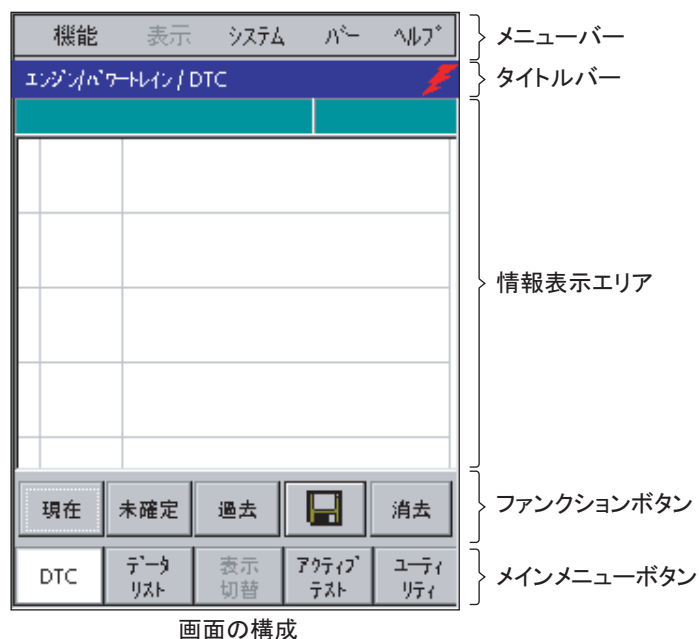 機能 表示 ｼｽﾃﾑ ﾊﾞｰ ﾍﾙﾌﾟ
メニューバー
ｴﾝｼﾞﾝ/ﾊﾟﾜｰﾄﾚｲﾝ / DTC
タイトルバー
情報表示エリア
現在 未確定 過去 消去
ファンクションボタン
DTC
ﾃﾞｰﾀ
ﾘｽﾄ
表示
切替
ｱｸﾃｨﾌﾞ
ﾃｽﾄ
ﾕｰﾃｨ
ﾘﾃｨ
メインメニューボタン
画面の構成